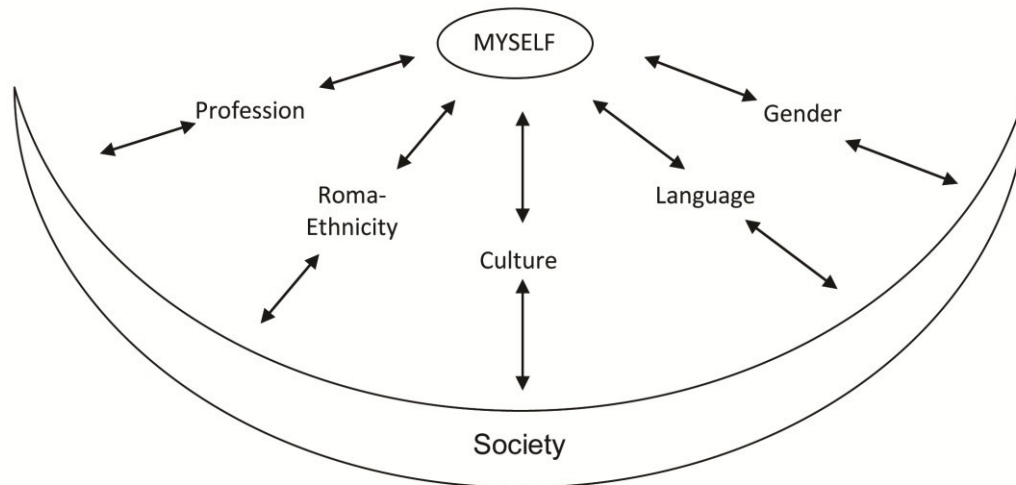 MYSELF
Profession
Gender
Roma-
Ethnicity
Language
Culture
Society